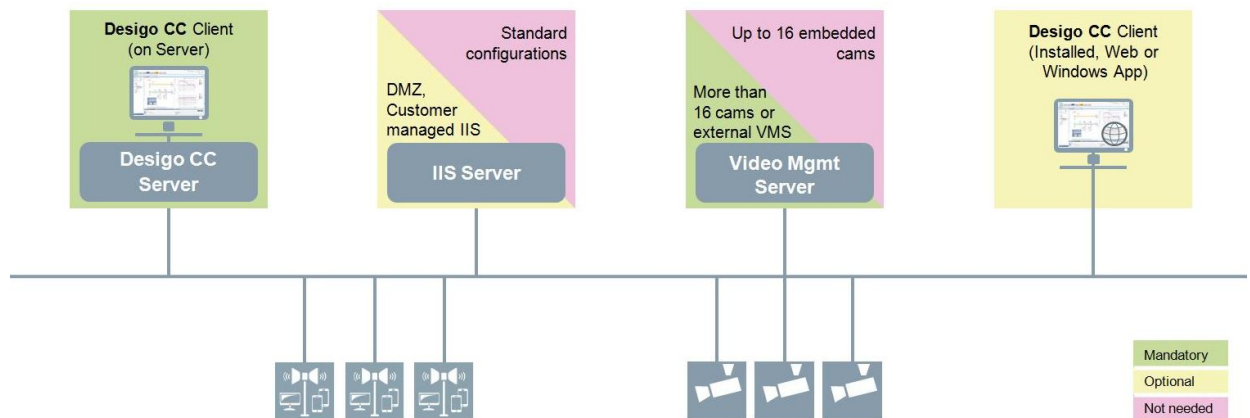 Desigo CC Client
(on Server)
Desigo CC
Server
Standard
configurations
DMZ,
Customer
managed IIS
IIS Server
Up to 16 embedded
cams
More than
16 cams or
external VMS
Video Mgmt
Server
Desigo CC Client
(Installed, Web or
Windows App)
Mandatory
Optional
Not needed